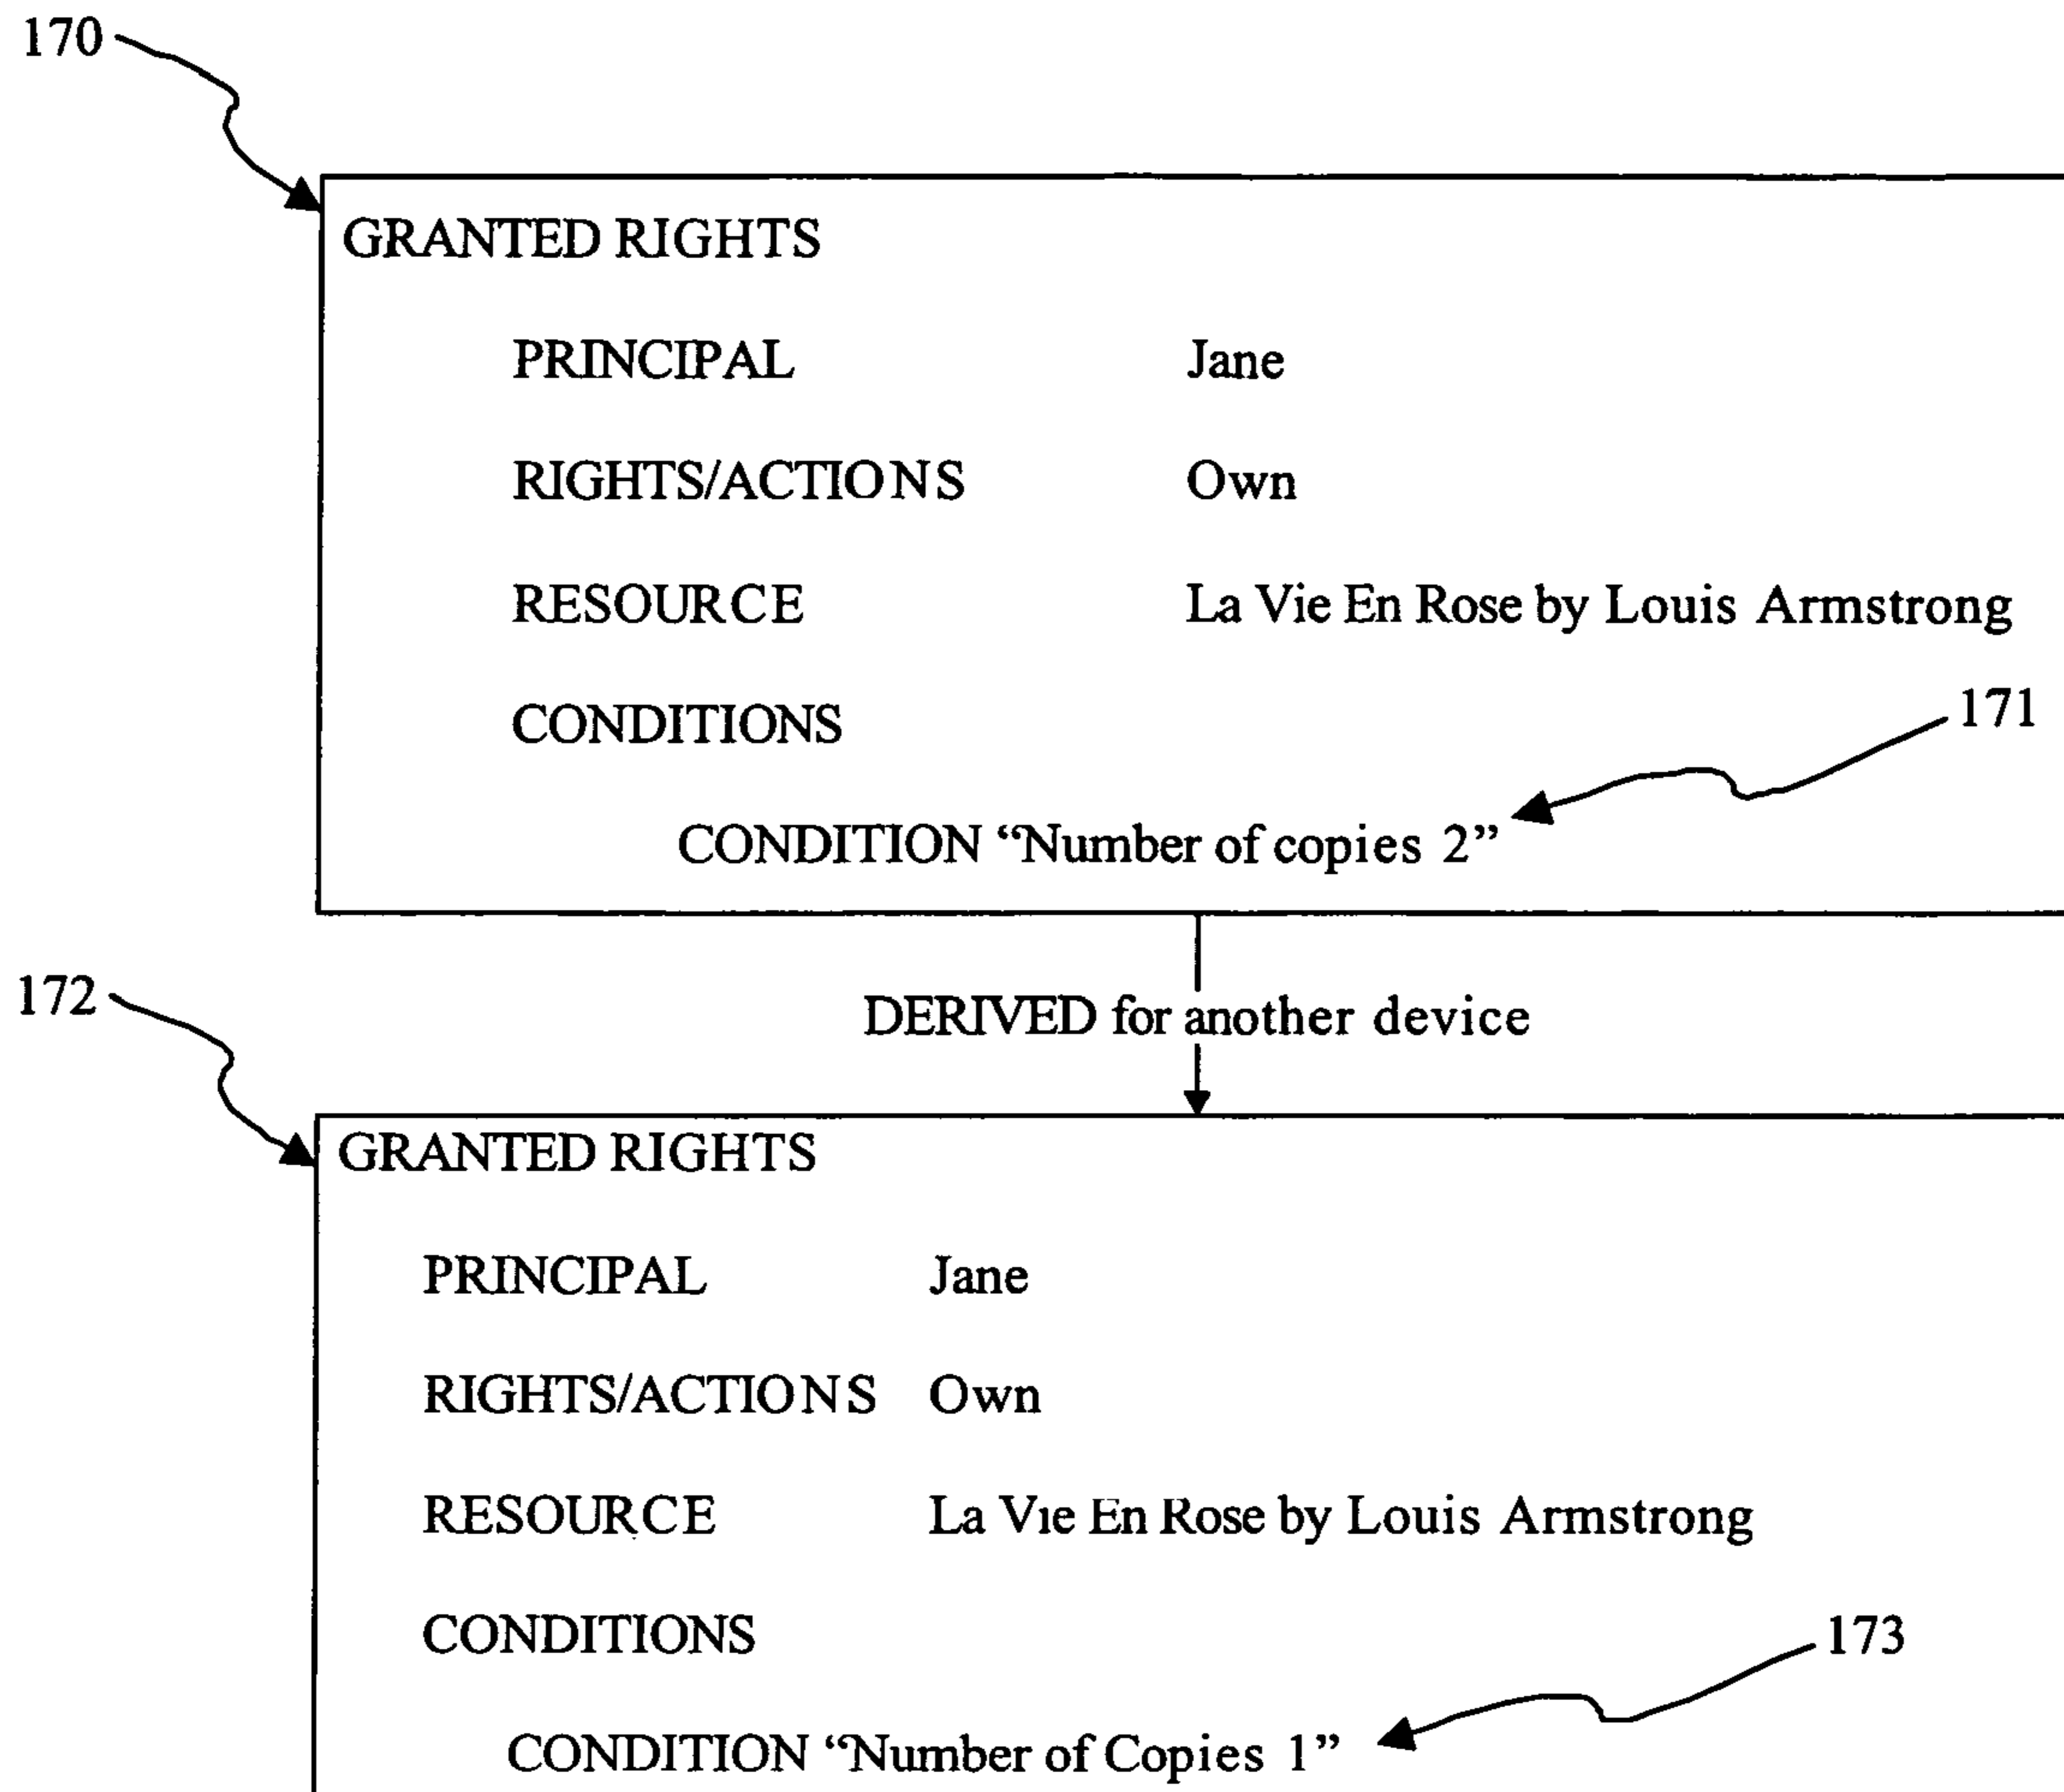 170
GRANTED RIGHTS
PRINCIPAL Jane
RIGHTS/ACTIONS Own
RESOURCE La Vie En Rose by Louis Armstrong
CONDITIONS 171
CONDITION “Number of copies 2”
172
DERIVED for another device
GRANTED RIGHTS
PRINCIPAL Jane
RIGHTS/ACTIONS Own
RESOURCE La Vie En Rose by Louis Armstrong
CONDITIONS 173
CONDITION “Number of Copies 1”